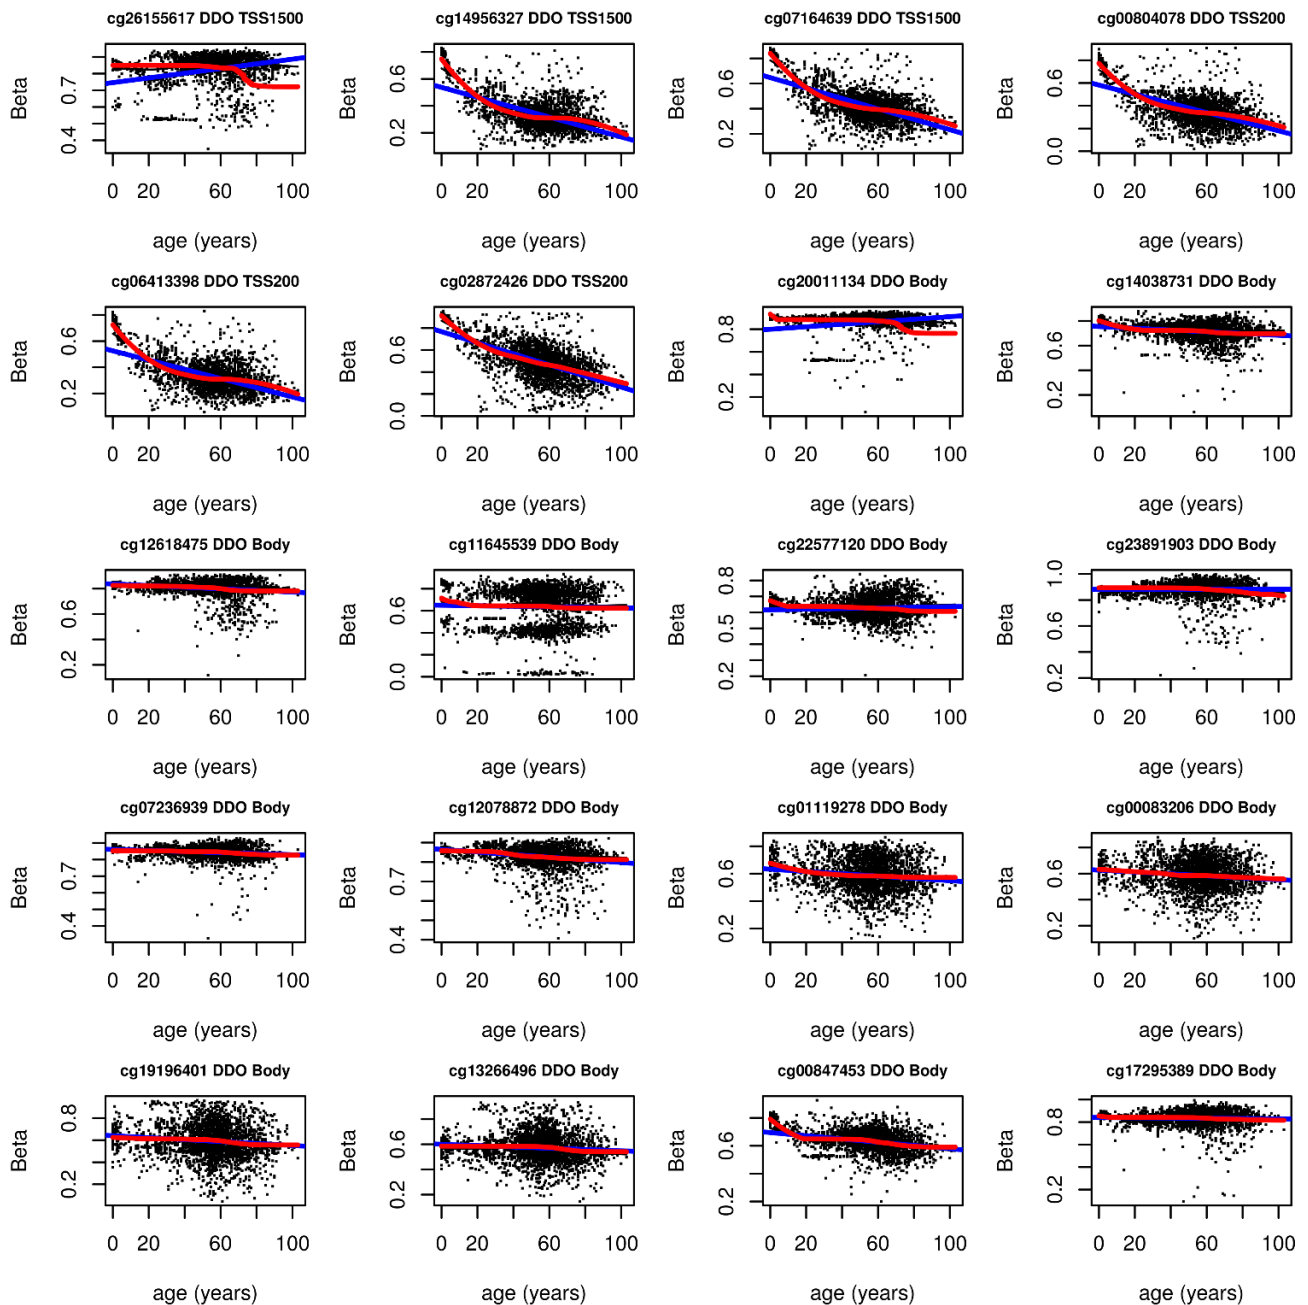 cg26155617 DDO TSS1500
Beta
0.4 0.7
0 20 60 100
age (years)
cg14956327 DDO TSS1500
Beta
0.2 0.6
0 20 60 100
age (years)
cg07164639 DDO TSS1500
Beta
0.2 0.6
0 20 60 100
age (years)
cg00804078 DDO TSS200
Beta
0.0 0.6
0 20 60 100
age (years)
cg06413398 DDO TSS200
Beta
0.2 0.6
0 20 60 100
age (years)
cg02872426 DDO TSS200
Beta
0.0 0.6
0 20 60 100
age (years)
cg20011134 DDO Body
Beta
0.2 0.8
0 20 60 100
age (years)
cg14038731 DDO Body
Beta
0.2 0.6
0 20 60 100
age (years)
cg12618475 DDO Body
Beta
0.2 0.6
0 20 60 100
age (years)
cg11645539 DDO Body
Beta
0.0 0.6
0 20 60 100
age (years)
cg22577120 DDO Body
Beta
0.2 0.5 0.8
0 20 60 100
age (years)
cg23891903 DDO Body
Beta
0.2 0.6 1.0
0 20 60 100
age (years)
cg07236939 DDO Body
Beta
0.4 0.7
0 20 60 100
age (years)
cg12078872 DDO Body
Beta
0.4 0.7
0 20 60 100
age (years)
cg01119278 DDO Body
Beta
0.2 0.6
0 20 60 100
age (years)
cg00083206 DDO Body
Beta
0.2 0.6
0 20 60 100
age (years)
cg19196401 DDO Body
Beta
0.2 0.8
0 20 60 100
age (years)
cg13266496 DDO Body
Beta
0.2 0.6
0 20 60 100
age (years)
cg00847453 DDO Body
Beta
0.2 0.6
0 20 60 100
age (years)
cg17295389 DDO Body
Beta
0.2 0.8
0 20 60 100
age (years)